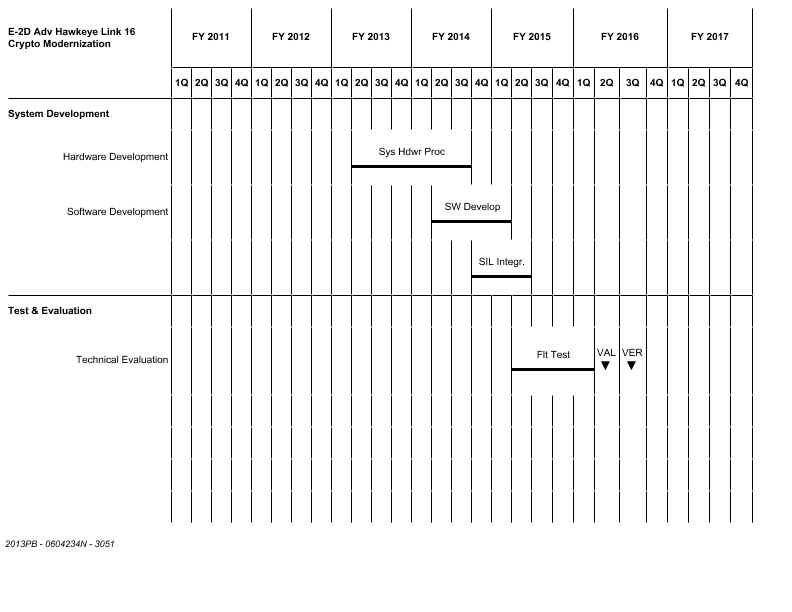 E-2D Adv Hawkeye Link 16
Crypto Modernization
FY 2011 FY 2012 FY 2013 FY 2014 FY 2015 FY 2016 FY 2017
1Q 2Q 3Q 4Q 1Q 2Q 3Q 4Q 1Q 2Q 3Q 4Q 1Q 2Q 3Q 4Q 1Q 2Q 3Q 4Q 1Q 2Q 3Q 4Q 1Q 2Q 3Q 4Q
System Development
Hardware Development Sys Hdwr Proc
Software Development SW Develop
SIL Integr.
Test & Evaluation
Technical Evaluation Flt Test VAL VER
2013PB - 0604234N - 3051